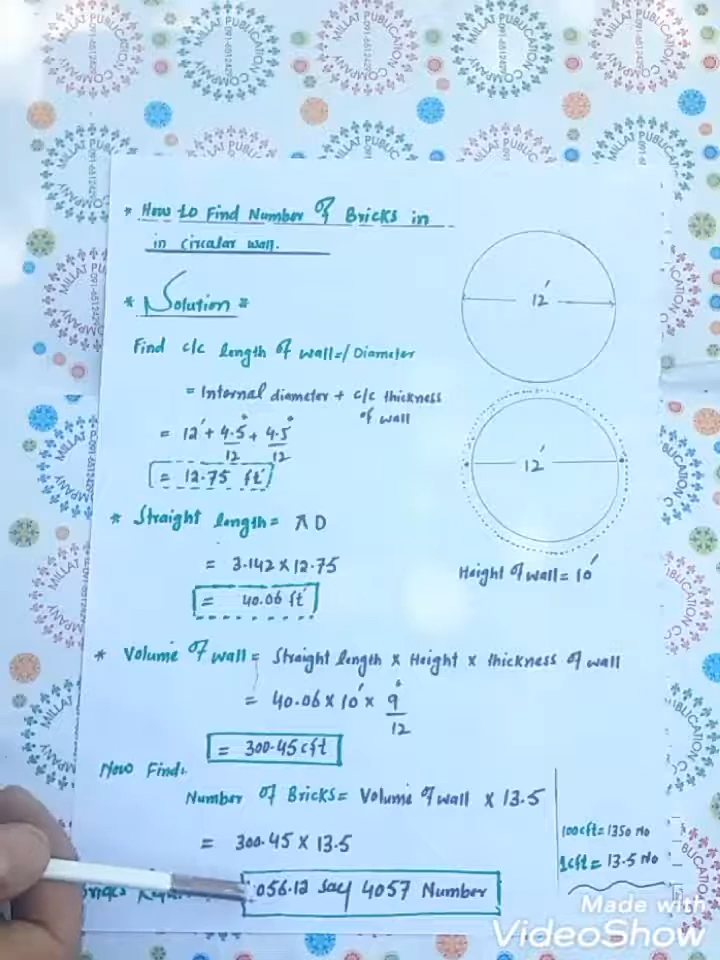 * How to Find Number of Bricks in
in circular wall.
* Solution *
Find c/c length of wall=/Diameter
= Internal diameter + c/c thickness
of wall
= 12' + 4.5" + 4.5"
12 12
= 12.75 ft
* Straight length = πD
= 3.142 × 12.75
= 40.06 ft
* Volume of wall = Straight length × Height × thickness of wall
= 40.06 × 10' × 9"
12
= 300.45 cft
Now Find:
Number of Bricks = Volume of wall × 13.5
= 300.45 × 13.5
056.12 Say 4057 Number
12'
12'
Height of wall = 10'
100cft = 1350 No
1cft = 13.5 No
MILLAT PUBLICATION
Made with
VideoShow